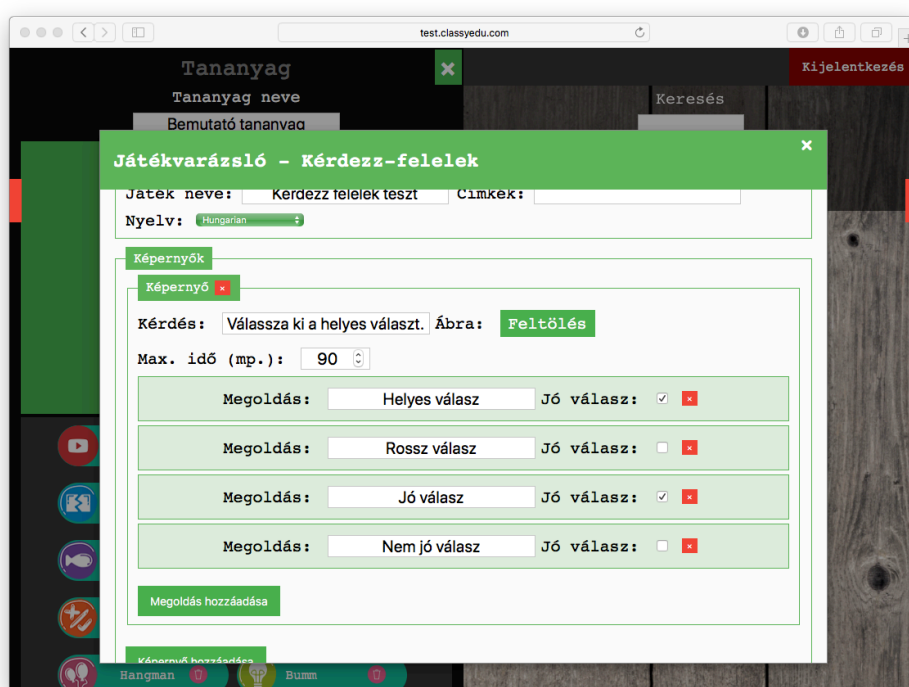 test.classyedu.com
Tananyag
Kijelentkezés
Tananyag neve
Keresés
Bemutató tananyag
Játékvarázsló - Kérdezz-felelek
Játék neve: Kérdezz felelek teszt Címkék:
Nyelv: Hungarian
Képernyők
Képernyő
Kérdés: Válassza ki a helyes választ. Ábra: Feltölés
Max. idő (mp.): 90
Megoldás: Helyes válasz Jó válasz:
Megoldás: Rossz válasz Jó válasz:
Megoldás: Jó válasz Jó válasz:
Megoldás: Nem jó válasz Jó válasz:
Megoldás hozzáadása
Képernyő hozzáadása
Hangman Bumm